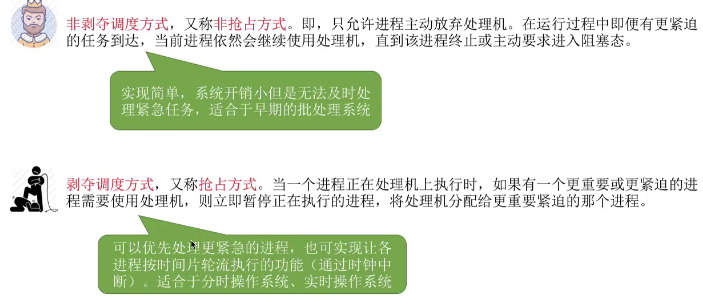 非剥夺调度方式，又称非抢占方式。即，只允许进程主动放弃处理机。在运行过程中即便有更紧迫
的任务到达，当前进程依然会继续使用处理机，直到该进程终止或主动要求进入阻塞态。
实现简单，系统开销小但是无法及时处
理紧急任务，适合于早期的批处理系统
剥夺调度方式，又称抢占方式。当一个进程正在处理机上执行时，如果有一个更重要或更紧迫的进
程需要使用处理机，则立即暂停正在执行的进程，将处理机分配给更重要紧迫的那个进程。
可以优先处理更紧急的进程，也可实现让各
进程按时间片轮流执行的功能（通过时钟中
断）。适合于分时操作系统、实时操作系统